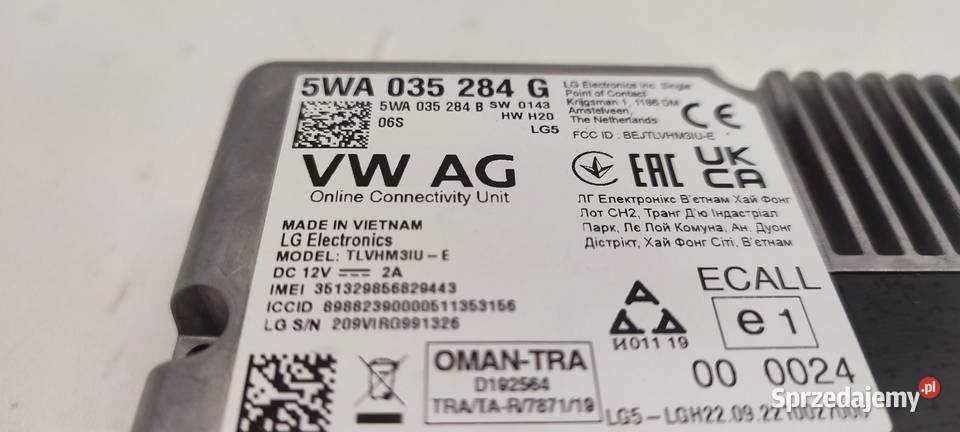 5WA 035 284 G
5WA 035 284 B SW 0143
06S HW H20
LG5
LG Electronics Inc. Single
Point of Contact
Krijgsman 1, 1186 DM
Amstelveen,
The Netherlands
CE
FCC ID : BEJTLVHM3IU-E
VW AG
Online Connectivity Unit
EAC UK
CA
ЛГ Електронікс В'єтнам Хай Фонг
Лот CH2, Транг Д'ю Індастріал
Парк, Ле Лой Комуна, Ан. Дуонг
Дістрікт, Хай Фонг Сіті, В'єтнам
MADE IN VIETNAM
LG Electronics
MODEL: TLVHM3IU-E
DC 12V 2A
IMEI 351329856829443
ICCID 89882390000511353156
LG S/N 209VIRG991326
ECALL
e1
И011 19
00 0024
OMAN-TRA
D192564
TRA/TA-R/7871/19
Sprzedajemy.pl